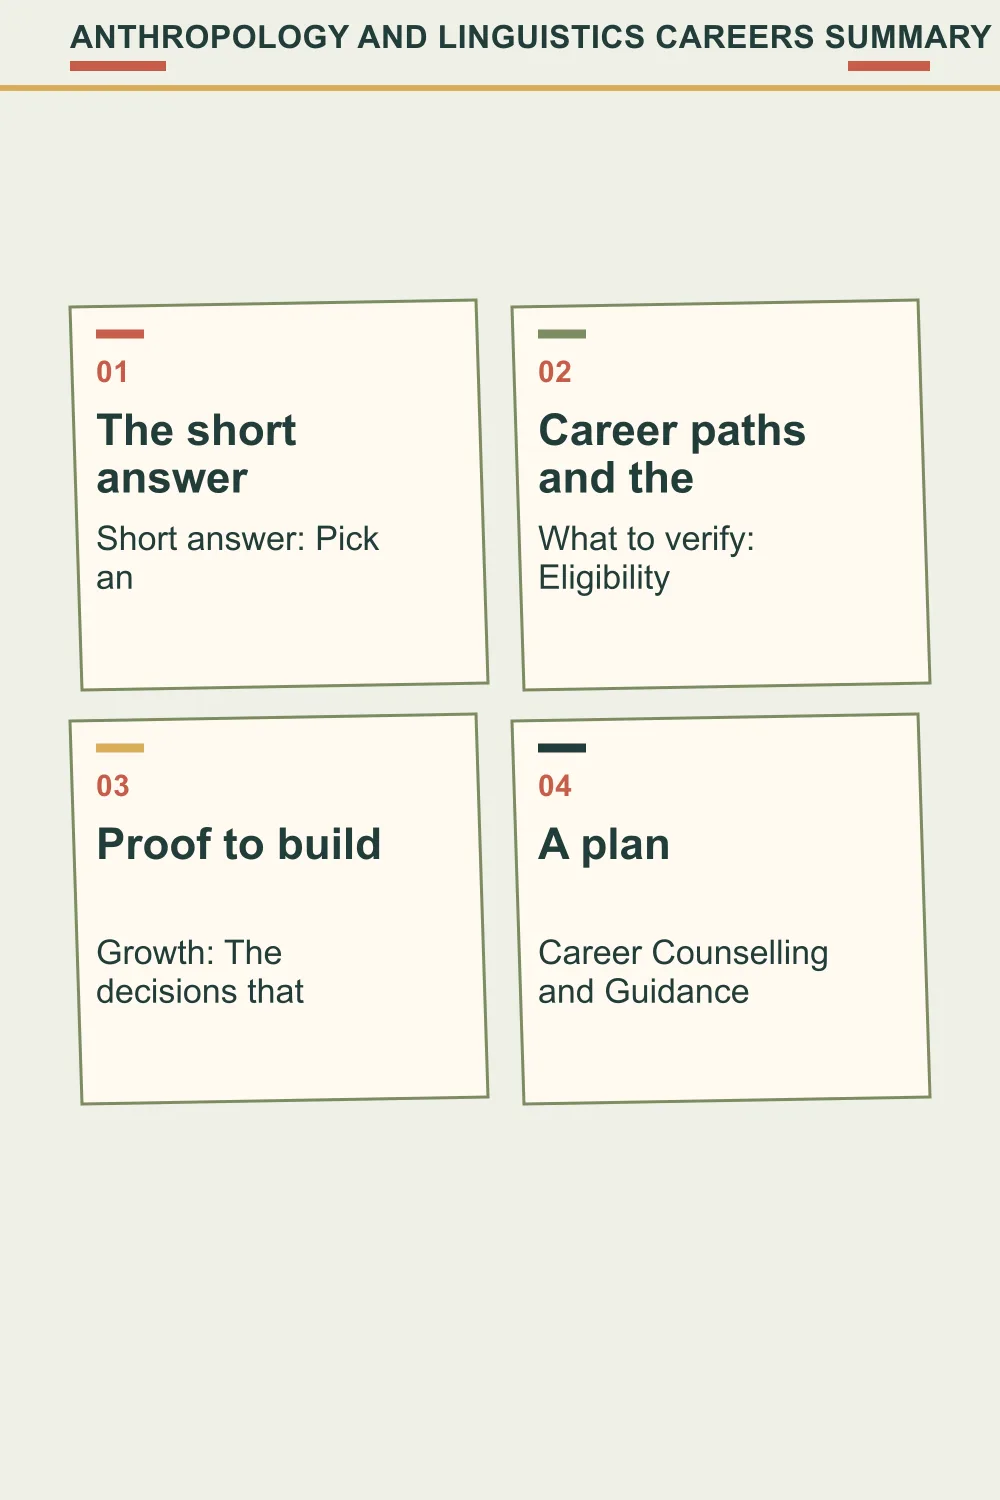 ANTHROPOLOGY AND LINGUISTICS CAREERS SUMMARY
01
The short
answer
Short answer: Pick
an
02
Career paths
and the
What to verify:
Eligibility
03
Proof to build
Growth: The
decisions that
04
A plan
Career Counselling
and Guidance